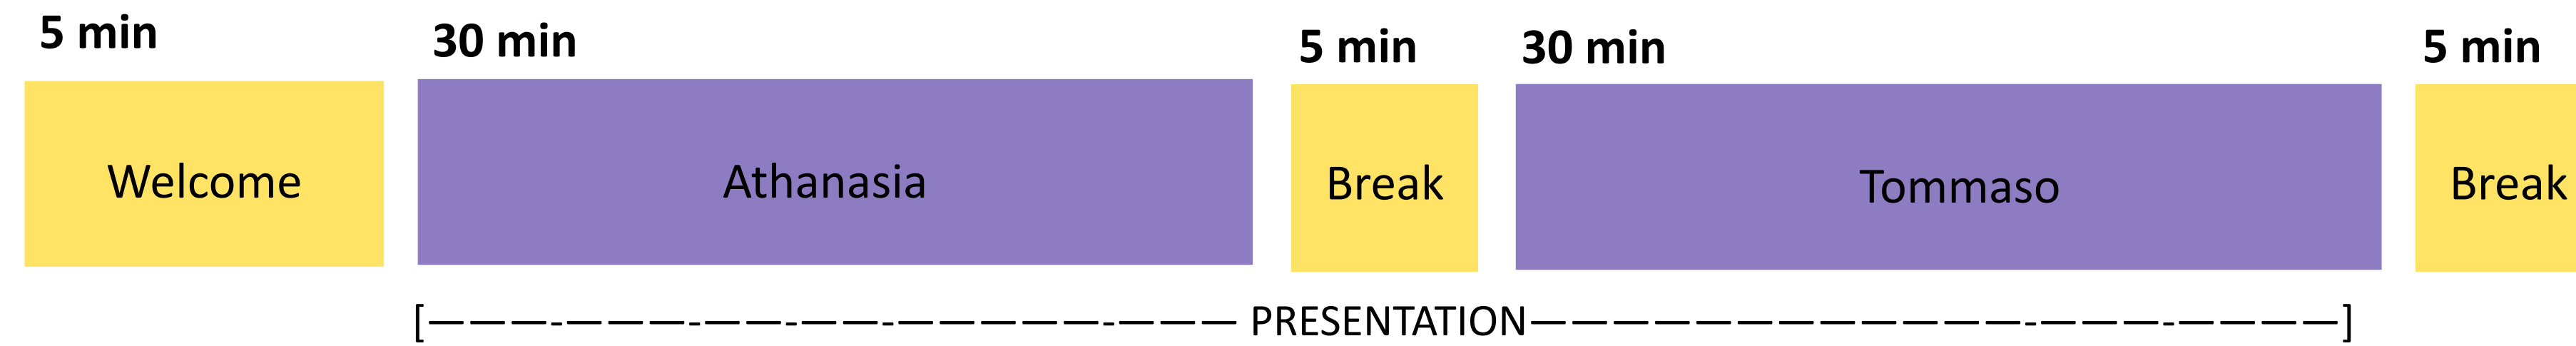 5 min 30 min 5 min 30 min 5 min
Welcome Athanasia Break Tommaso Break
[— — — - — — — - — — - — — - — — — — — - — — — PRESENTATION— — — — — — — — — — — — - — — — - — — — —]